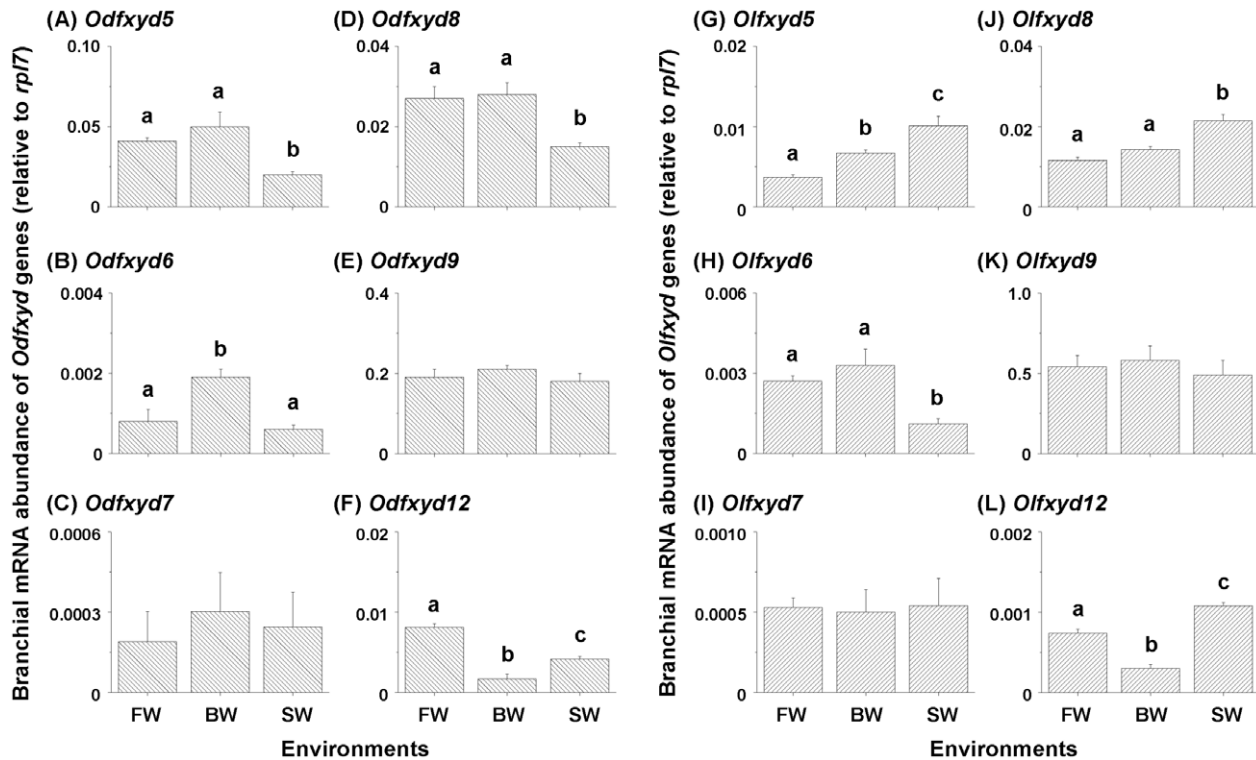 Branchial mRNA abundance of Odfxyd genes (relative to rpl7)
(A) Odfxyd5
0.10
0.05
0
a
a
b
(D) Odfxyd8
0.04
0.02
0
a
a
b
(B) Odfxyd6
0.004
0.002
0
a
b
a
(E) Odfxyd9
0.4
0.2
0
(C) Odfxyd7
0.0006
0.0003
0
FW BW SW
(F) Odfxyd12
0.02
0.01
0
a
b
c
FW BW SW
Environments
Branchial mRNA abundance of Olfxyd genes (relative to rpl7)
(G) Olfxyd5
0.02
0.01
0
a
b
c
(J) Olfxyd8
0.04
0.02
0
a
a
b
(H) Olfxyd6
0.006
0.003
0
a
a
b
(K) Olfxyd9
1.0
0.5
0
(I) Olfxyd7
0.0010
0.0005
0
FW BW SW
(L) Olfxyd12
0.002
0.001
0
a
b
c
FW BW SW
Environments